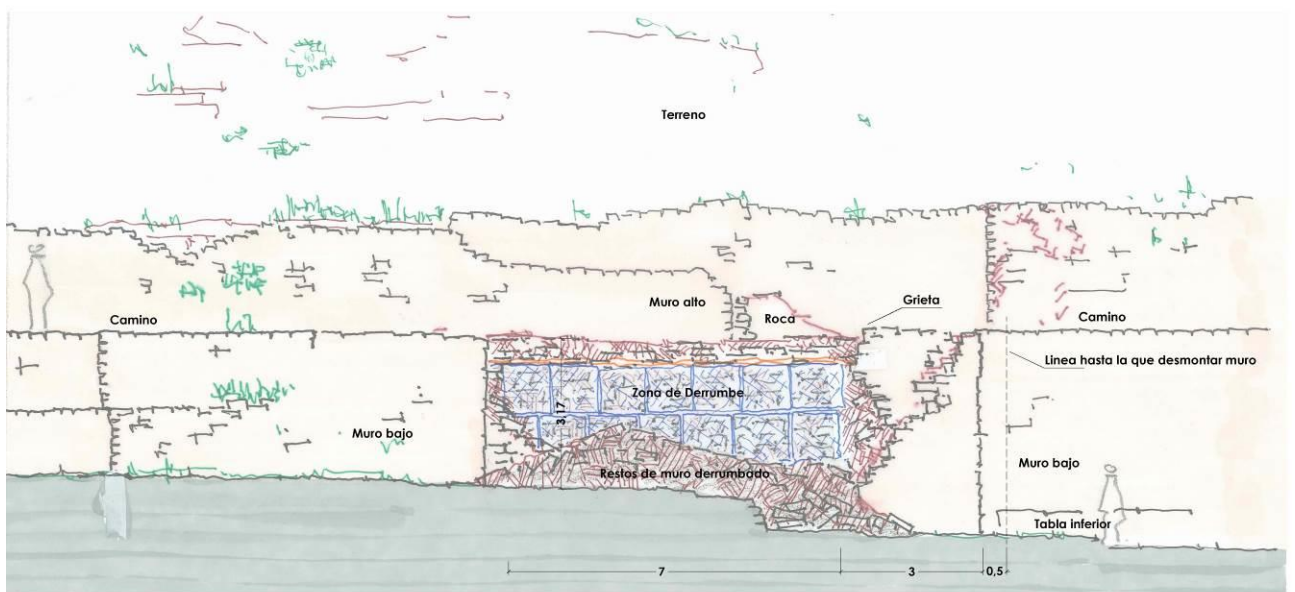 Terreno
Muro alto
Roca
Grieta
Camino
Camino
Linea hasta la que desmontar muro
Zona de Derrumbe
3,17
Muro bajo
Muro bajo
Restos de muro derrumbado
Tabla inferior
7
3
0,5